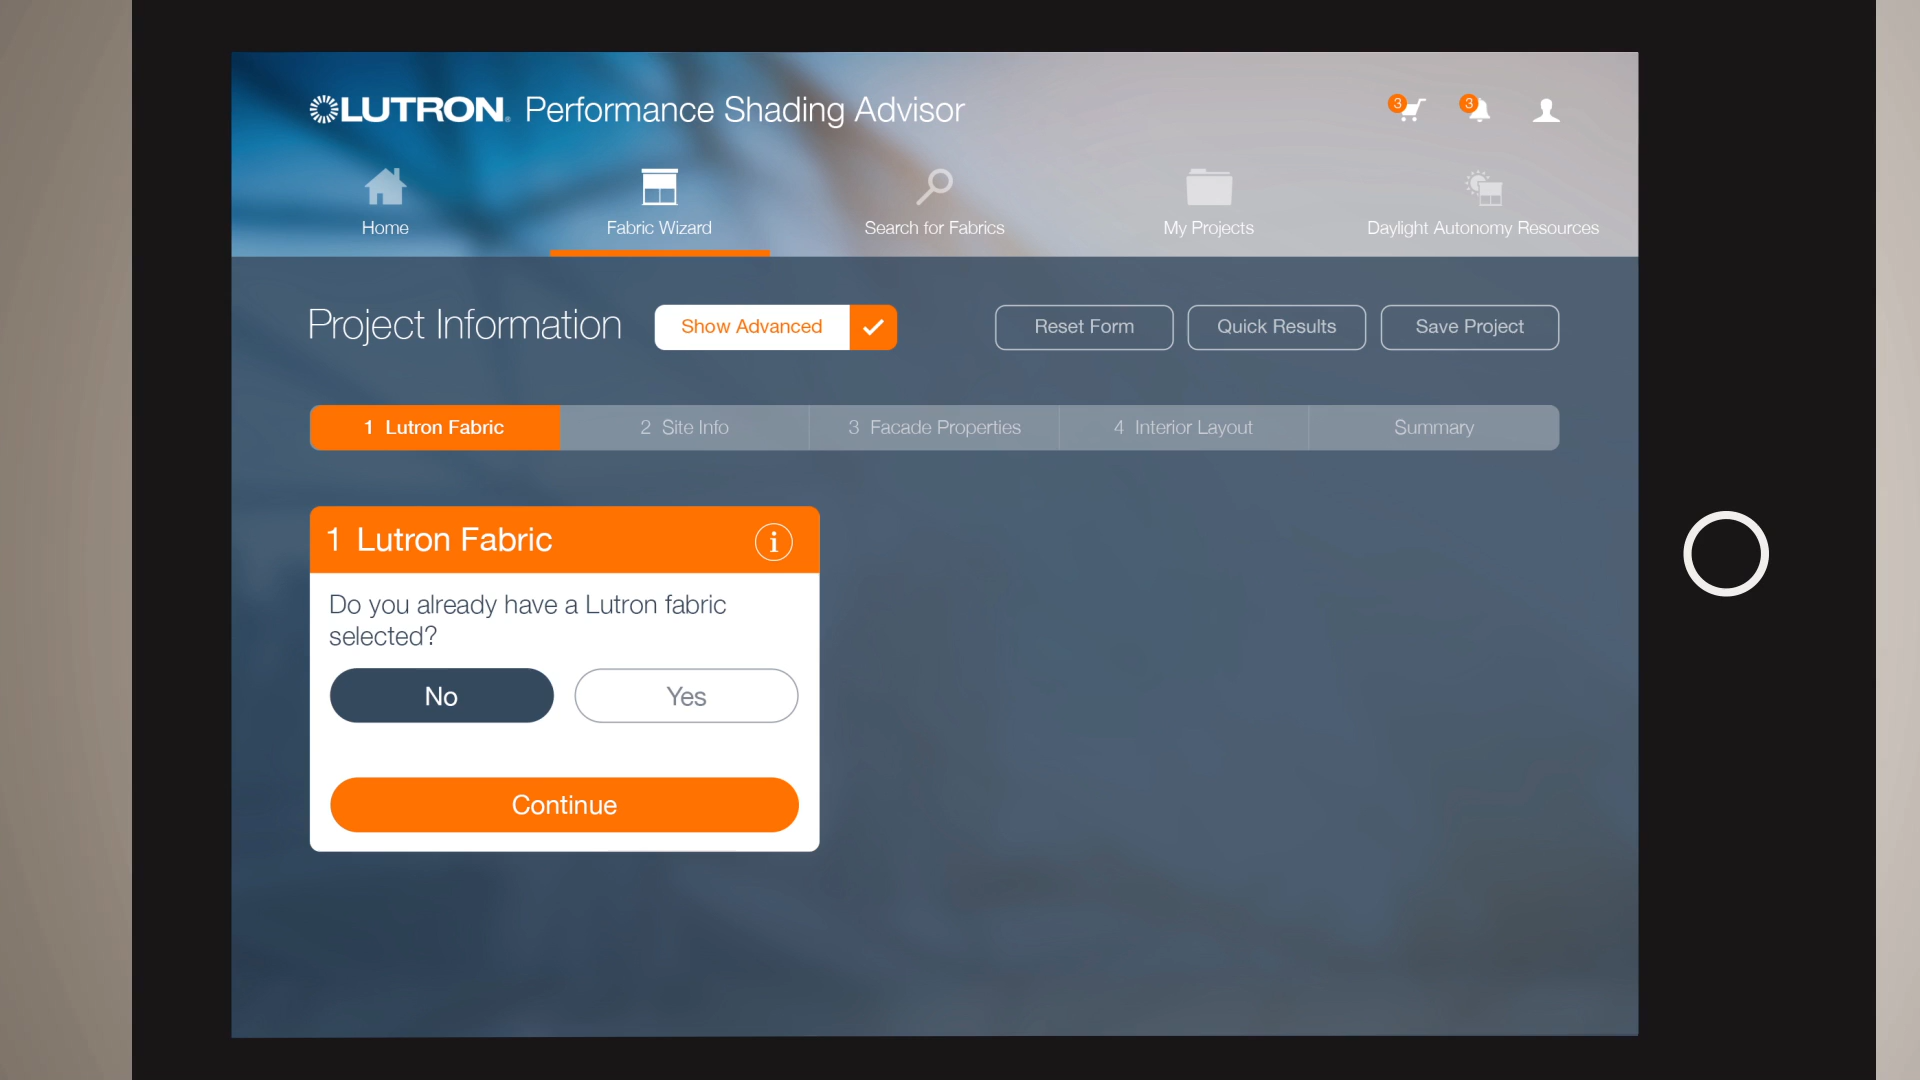 LUTRON. Performance Shading Advisor
3
3
Home
Fabric Wizard
Search for Fabrics
My Projects
Daylight Autonomy Resources
Project Information
Show Advanced
Reset Form
Quick Results
Save Project
1 Lutron Fabric
2 Site Info
3 Facade Properties
4 Interior Layout
Summary
1 Lutron Fabric
i
Do you already have a Lutron fabric
selected?
No
Yes
Continue